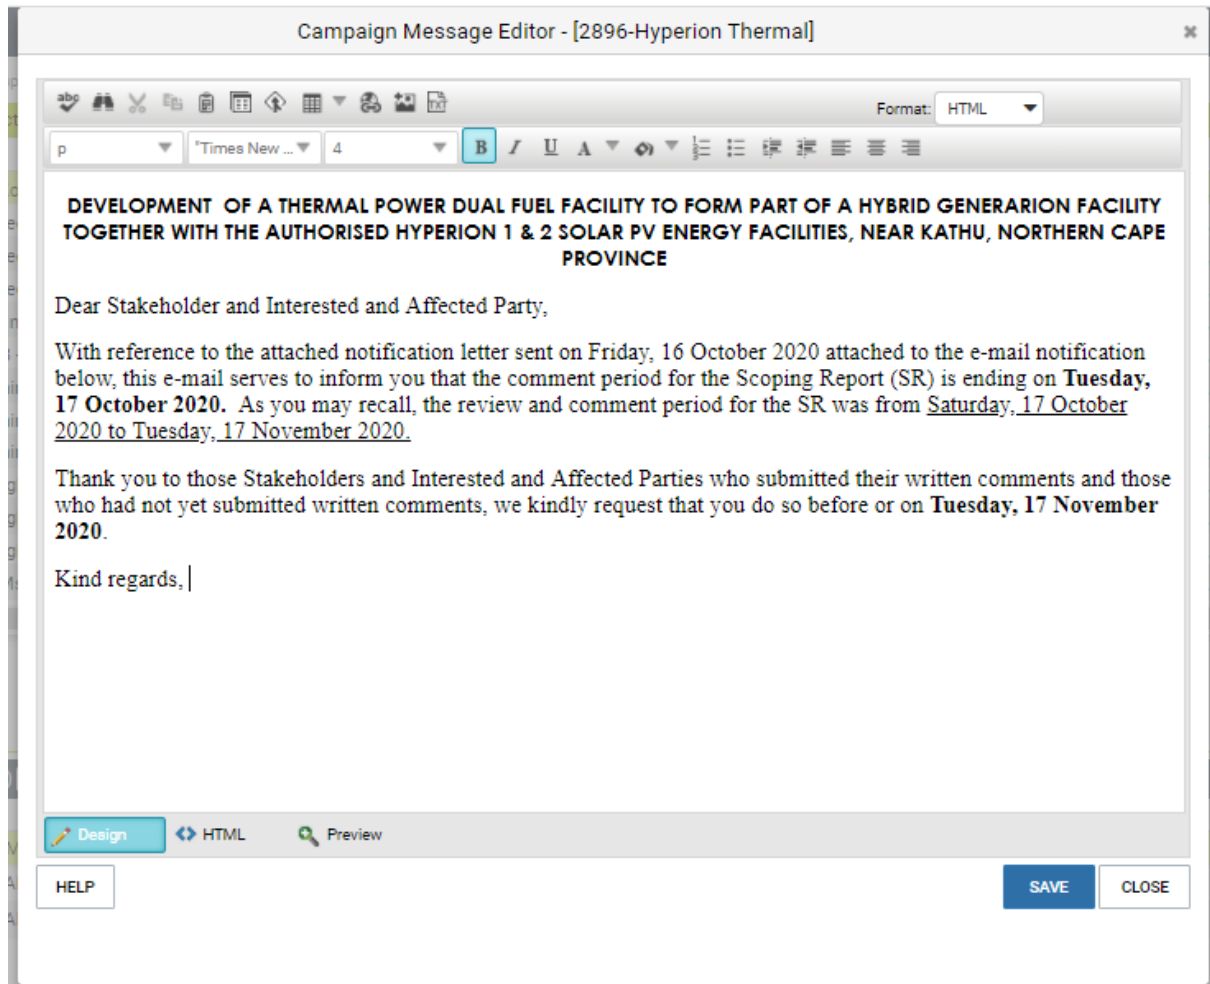 Campaign Message Editor - [2896-Hyperion Thermal]
Format: HTML
p "Times New ... 4 B I U A
DEVELOPMENT OF A THERMAL POWER DUAL FUEL FACILITY TO FORM PART OF A HYBRID GENERARION FACILITY
TOGETHER WITH THE AUTHORISED HYPERION 1 & 2 SOLAR PV ENERGY FACILITIES, NEAR KATHU, NORTHERN CAPE
PROVINCE
Dear Stakeholder and Interested and Affected Party,
With reference to the attached notification letter sent on Friday, 16 October 2020 attached to the e-mail notification
below, this e-mail serves to inform you that the comment period for the Scoping Report (SR) is ending on Tuesday,
17 October 2020. As you may recall, the review and comment period for the SR was from Saturday, 17 October
2020 to Tuesday, 17 November 2020.
Thank you to those Stakeholders and Interested and Affected Parties who submitted their written comments and those
who had not yet submitted written comments, we kindly request that you do so before or on Tuesday, 17 November
2020.
Kind regards,
Design HTML Preview
HELP SAVE CLOSE